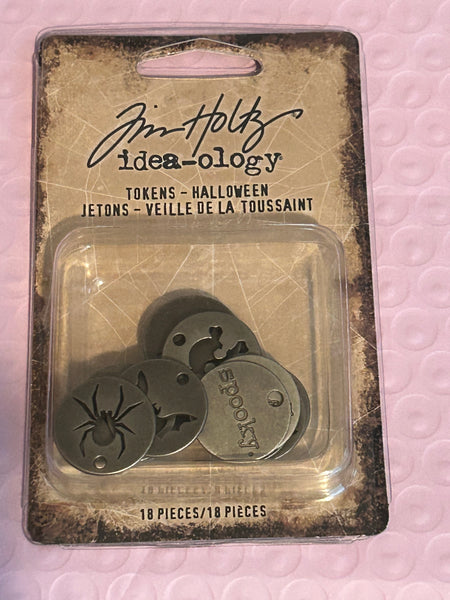 Tim Holtz
idea-ology
TOKENS - HALLOWEEN
JETONS - VEILLE DE LA TOUSSAINT
spooky
18 PIECES/18 PIÈCES